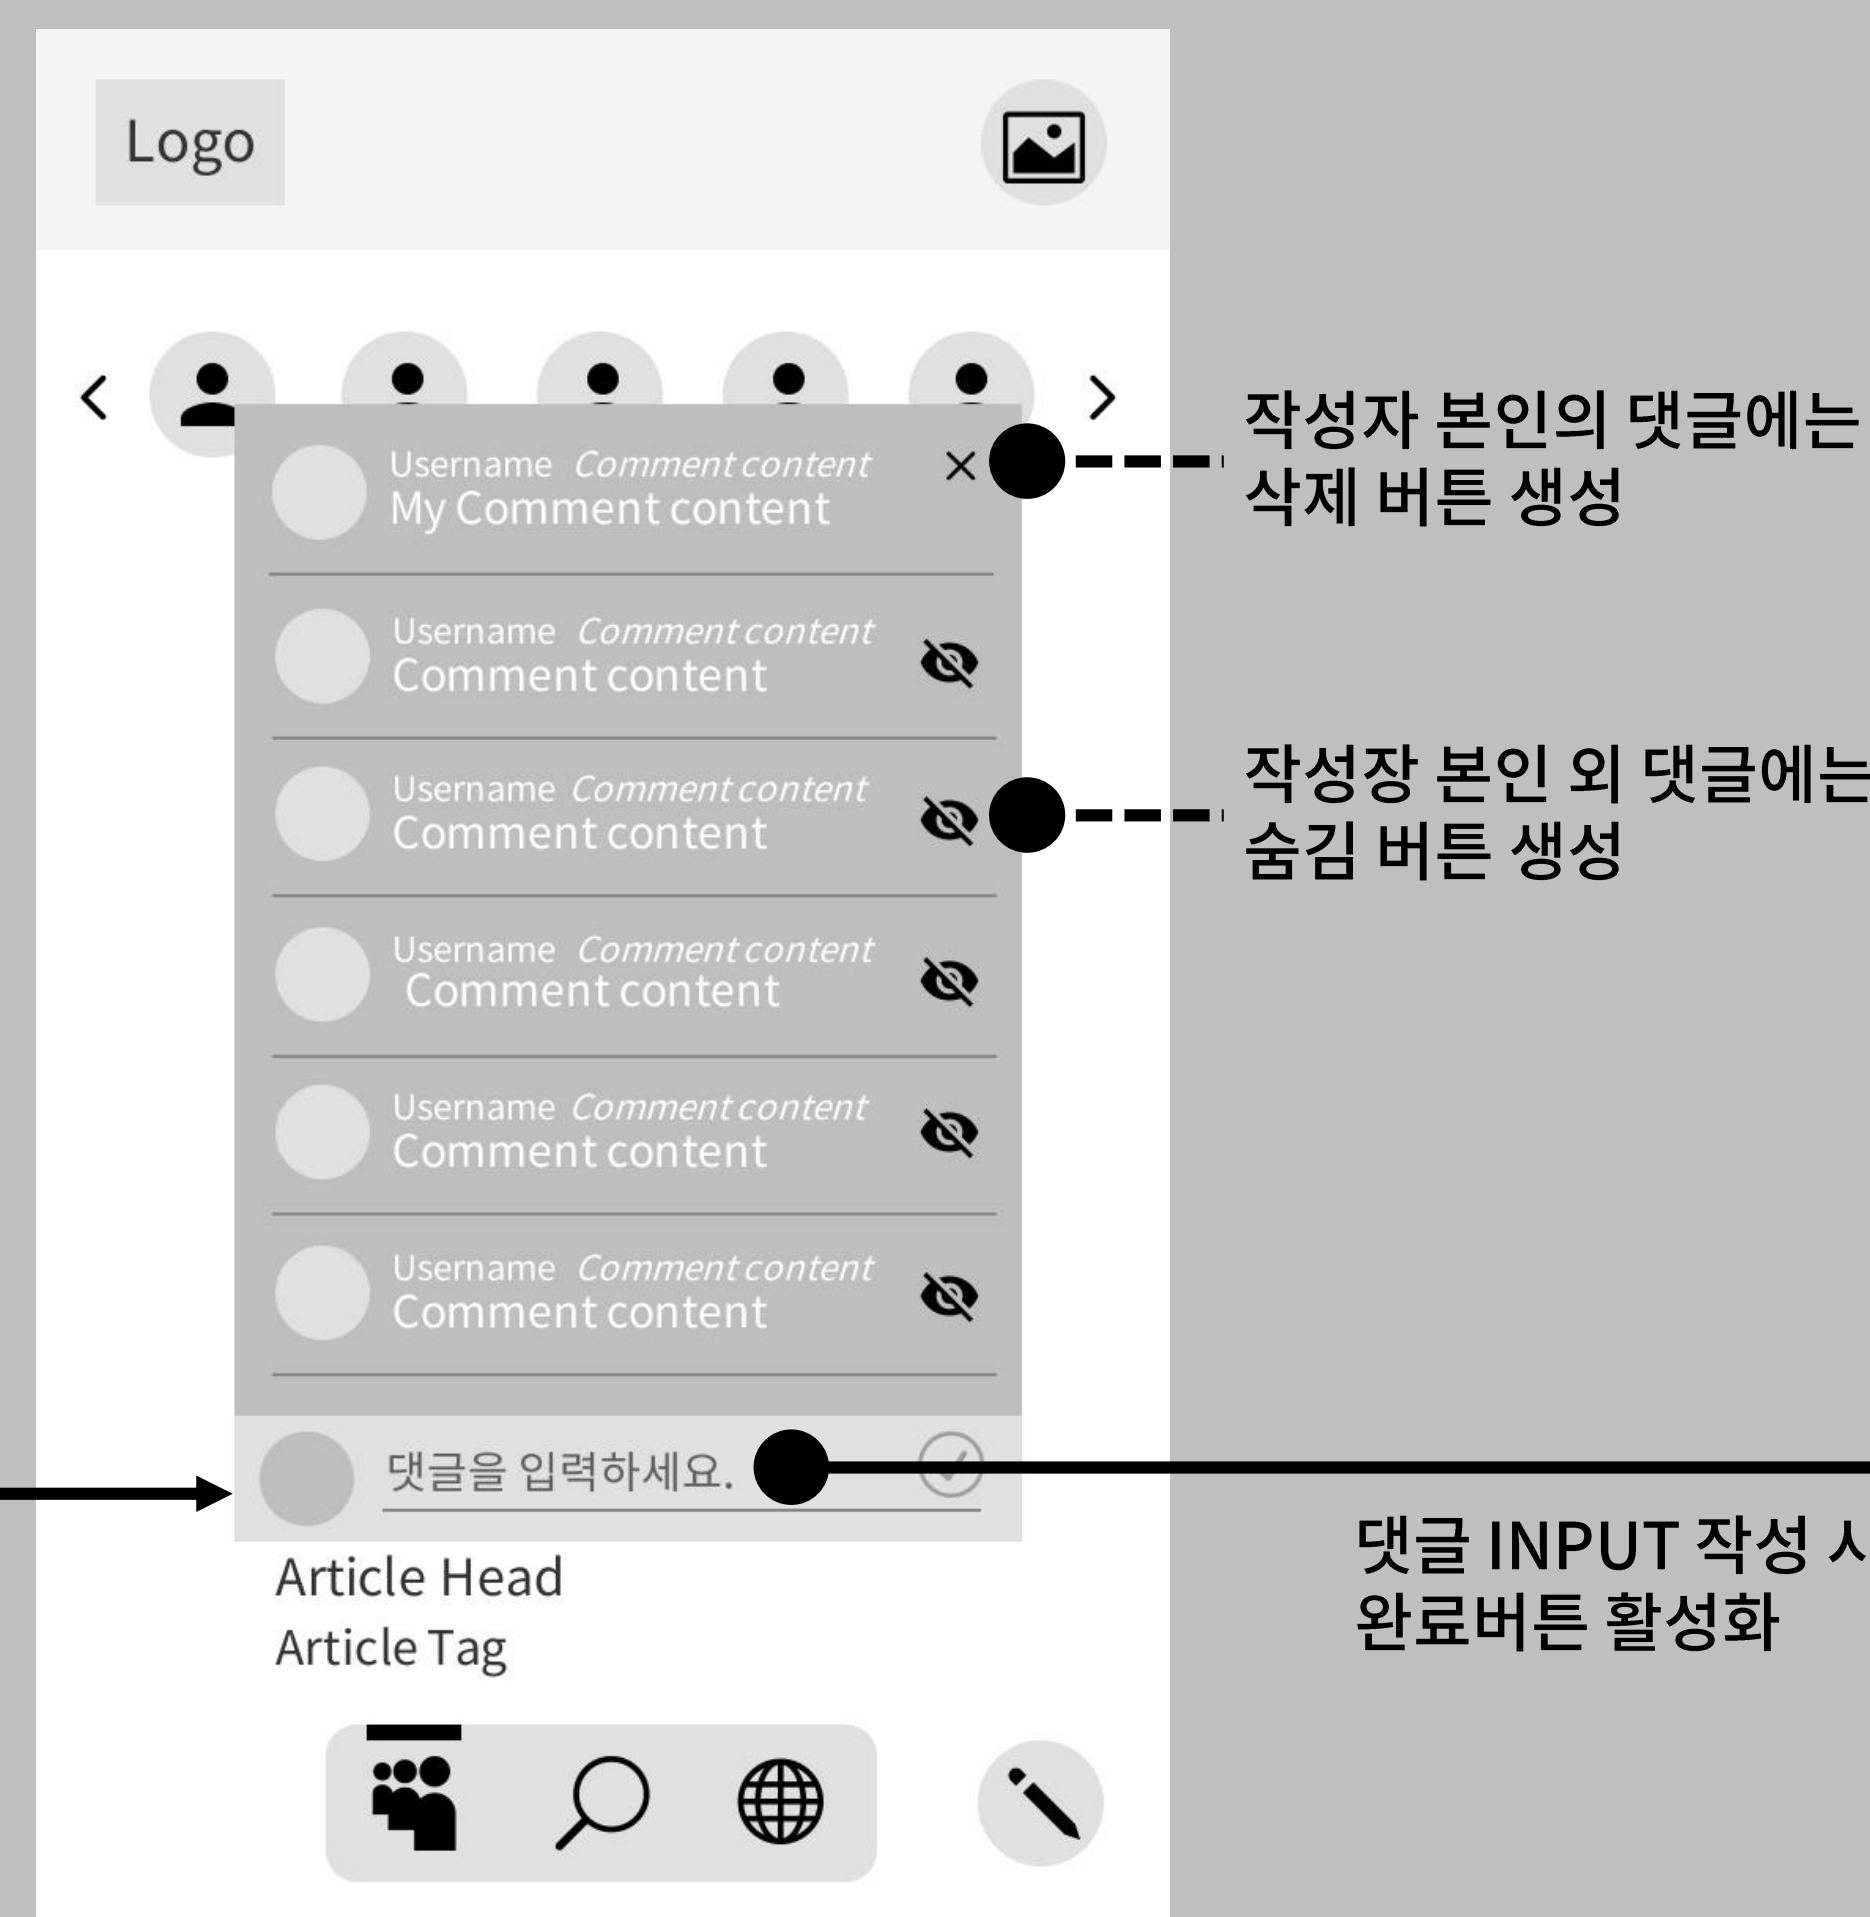 Logo
작성자 본인의 댓글에는
삭제 버튼 생성
Username Comment content
My Comment content
Username Comment content
Comment content
작성장 본인 외 댓글에는
숨김 버튼 생성
Username Comment content
Comment content
Username Comment content
Comment content
Username Comment content
Comment content
Username Comment content
Comment content
댓글을 입력하세요.
댓글 INPUT 작성 시
완료버튼 활성화
Article Head
Article Tag